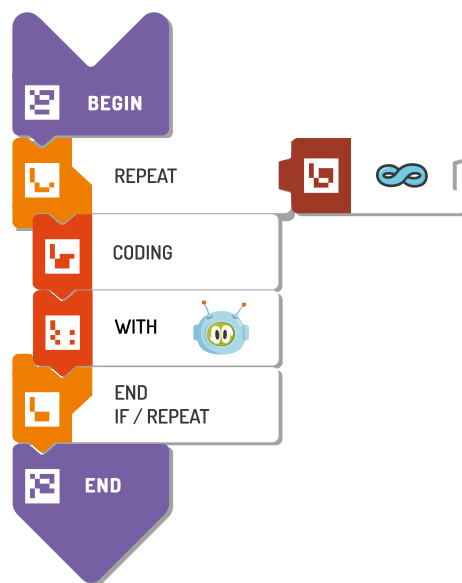 BEGIN
REPEAT
CODING
WITH
END
IF / REPEAT
END